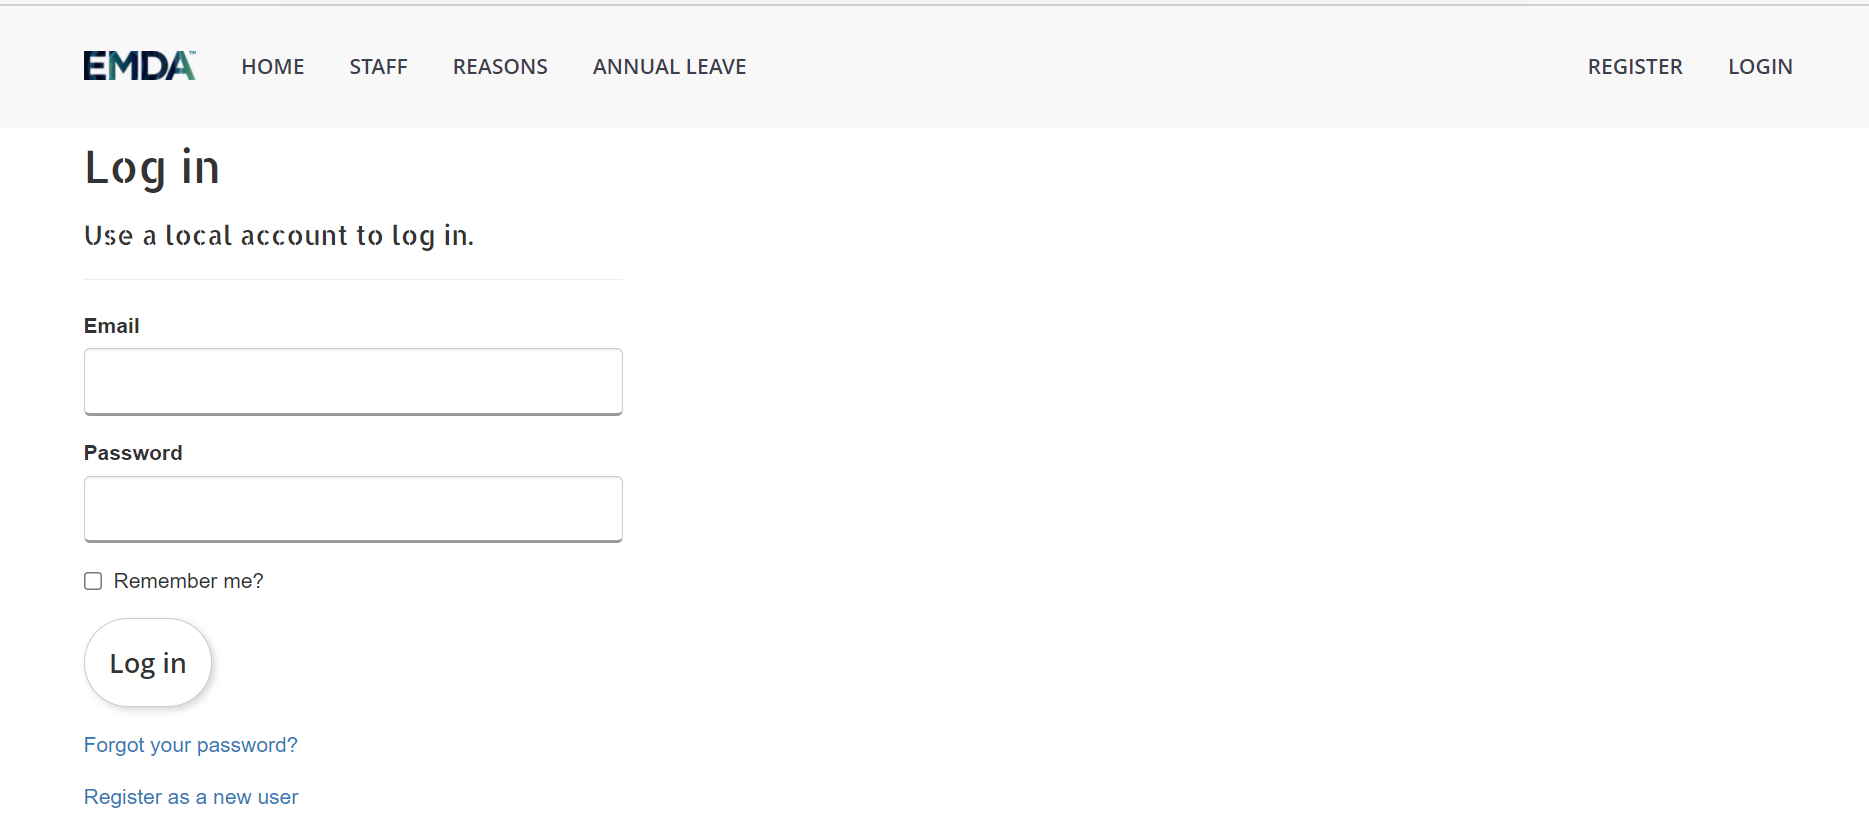 EMDA™ HOME STAFF REASONS ANNUAL LEAVE REGISTER LOGIN
Log in
Use a local account to log in.
Email
Password
Remember me?
Log in
Forgot your password?
Register as a new user